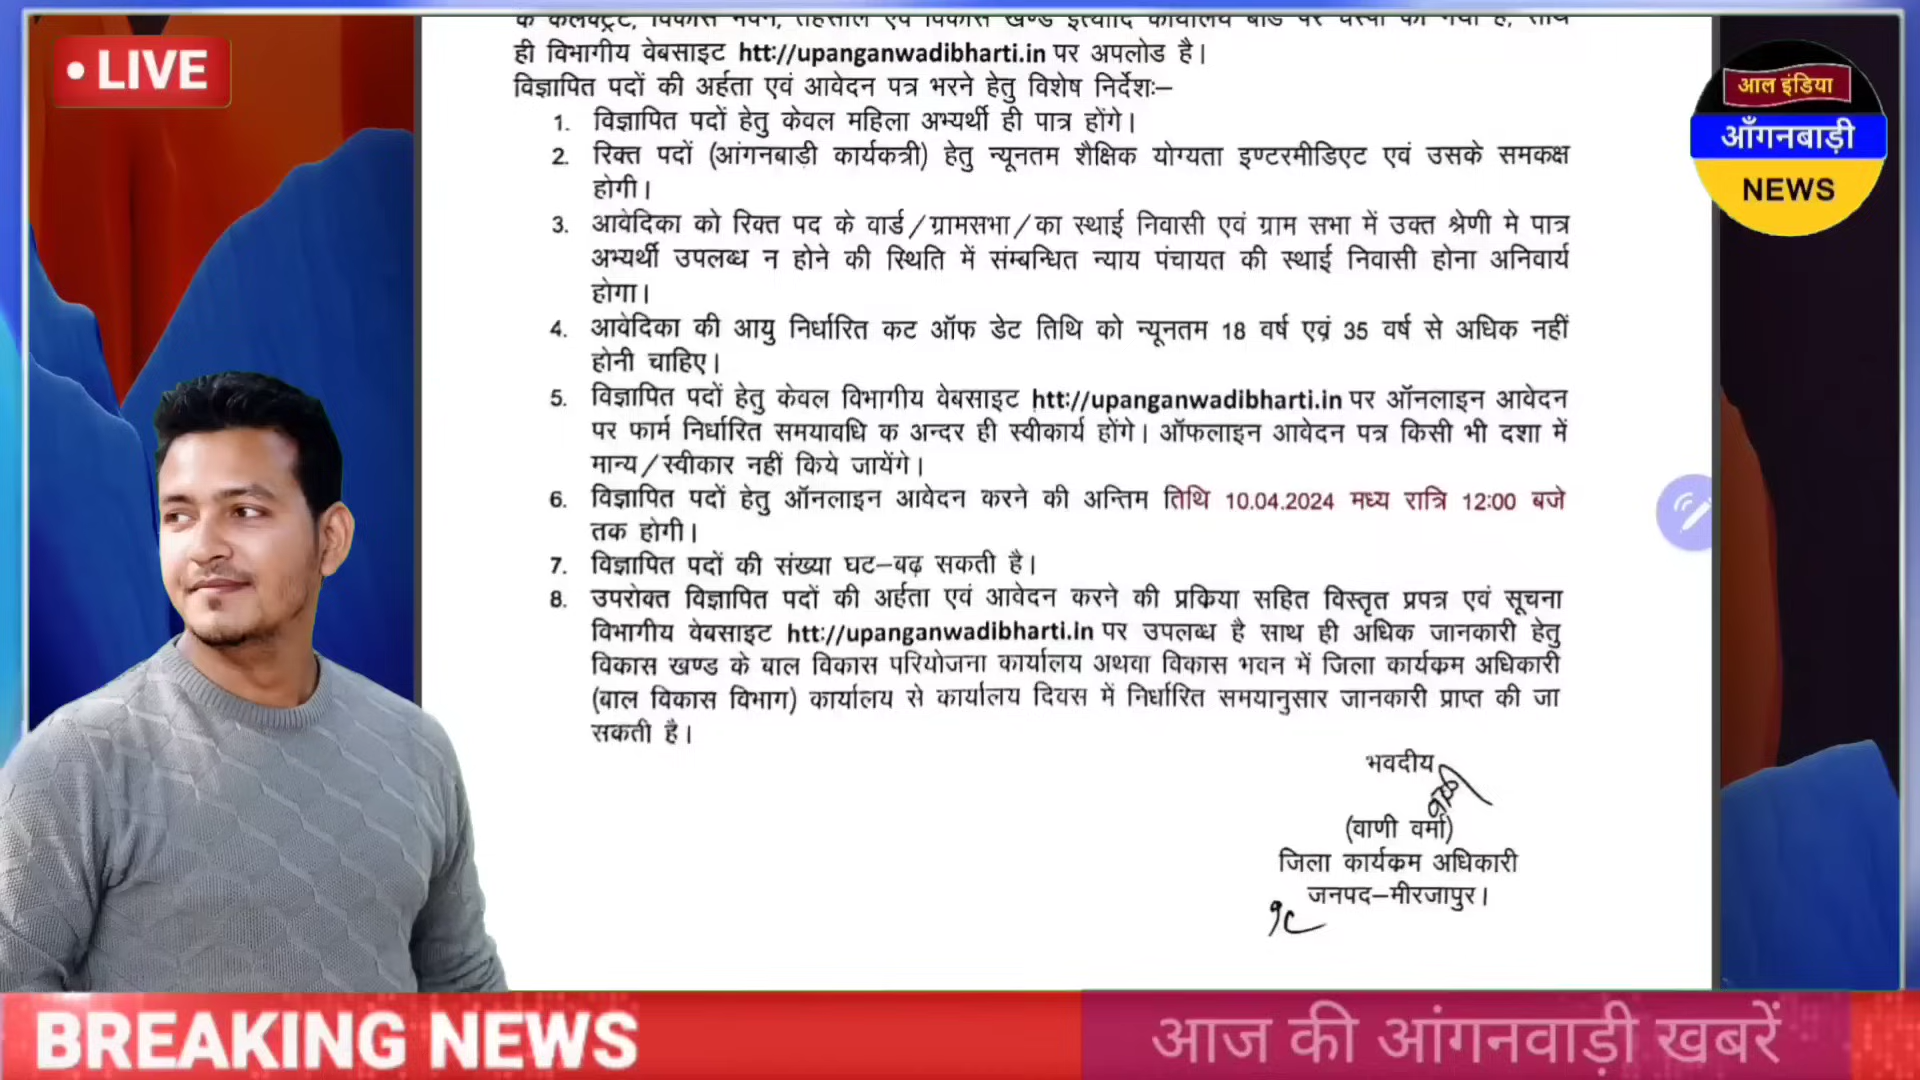 • LIVE
ही विभागीय वेबसाइट htt://upanganwadibharti.in पर अपलोड है।
विज्ञापित पदों की अर्हता एवं आवेदन पत्र भरने हेतु विशेष निर्देशः—
1. विज्ञापित पदों हेतु केवल महिला अभ्यर्थी ही पात्र होंगे।
2. रिक्त पदों (आंगनबाड़ी कार्यकत्री) हेतु न्यूनतम शैक्षिक योग्यता इण्टरमीडिएट एवं उसके समकक्ष
होगी।
3. आवेदिका को रिक्त पद के वार्ड/ग्रामसभा/का स्थाई निवासी एवं ग्राम सभा में उक्त श्रेणी मे पात्र
अभ्यर्थी उपलब्ध न होने की स्थिति में संम्बन्धित न्याय पंचायत की स्थाई निवासी होना अनिवार्य
होगा।
4. आवेदिका की आयु निर्धारित कट ऑफ डेट तिथि को न्यूनतम 18 वर्ष एवं 35 वर्ष से अधिक नहीं
होनी चाहिए।
5. विज्ञापित पदों हेतु केवल विभागीय वेबसाइट htt://upanganwadibharti.in पर ऑनलाइन आवेदन
पर फार्म निर्धारित समयावधि क अन्दर ही स्वीकार्य होंगे। ऑफलाइन आवेदन पत्र किसी भी दशा में
मान्य/स्वीकार नहीं किये जायेंगे।
6. विज्ञापित पदों हेतु ऑनलाइन आवेदन करने की अन्तिम तिथि 10.04.2024 मध्य रात्रि 12:00 बजे
तक होगी।
7. विज्ञापित पदों की संख्या घट—बढ़ सकती है।
8. उपरोक्त विज्ञापित पदों की अर्हता एवं आवेदन करने की प्रकिया सहित विस्तृत प्रपत्र एवं सूचना
विभागीय वेबसाइट htt://upanganwadibharti.in पर उपलब्ध है साथ ही अधिक जानकारी हेतु
विकास खण्ड के बाल विकास परियोजना कार्यालय अथवा विकास भवन में जिला कार्यकम अधिकारी
(बाल विकास विभाग) कार्यालय से कार्यालय दिवस में निर्धारित समयानुसार जानकारी प्राप्त की जा
सकती है।
भवदीय
(वाणी वर्मा)
जिला कार्यकम अधिकारी
जनपद—मीरजापुर।
आल इंडिया
आँगनबाड़ी
NEWS
BREAKING NEWS
आज की आंगनवाड़ी खबरें